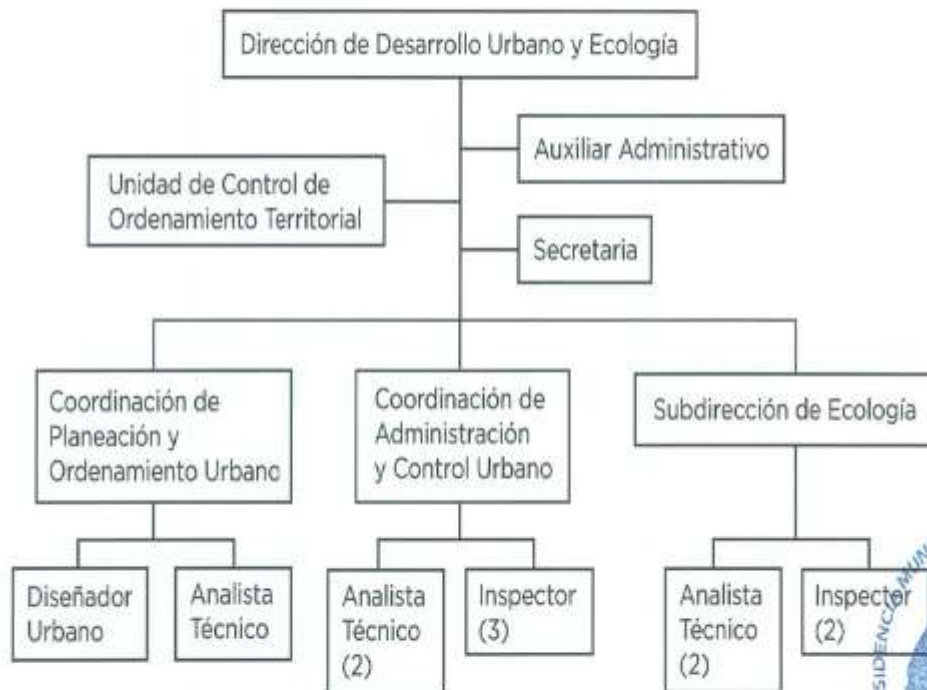 Dirección de Desarrollo Urbano y Ecología
Auxiliar Administrativo
Unidad de Control de
Ordenamiento Territorial
Secretaria
Coordinación de
Planeación y
Ordenamiento Urbano
Coordinación de
Administración
y Control Urbano
Subdirección de Ecología
Diseñador
Urbano
Analista
Técnico
Analista
Técnico
(2)
Inspector
(3)
Analista
Técnico
(2)
Inspector
(2)